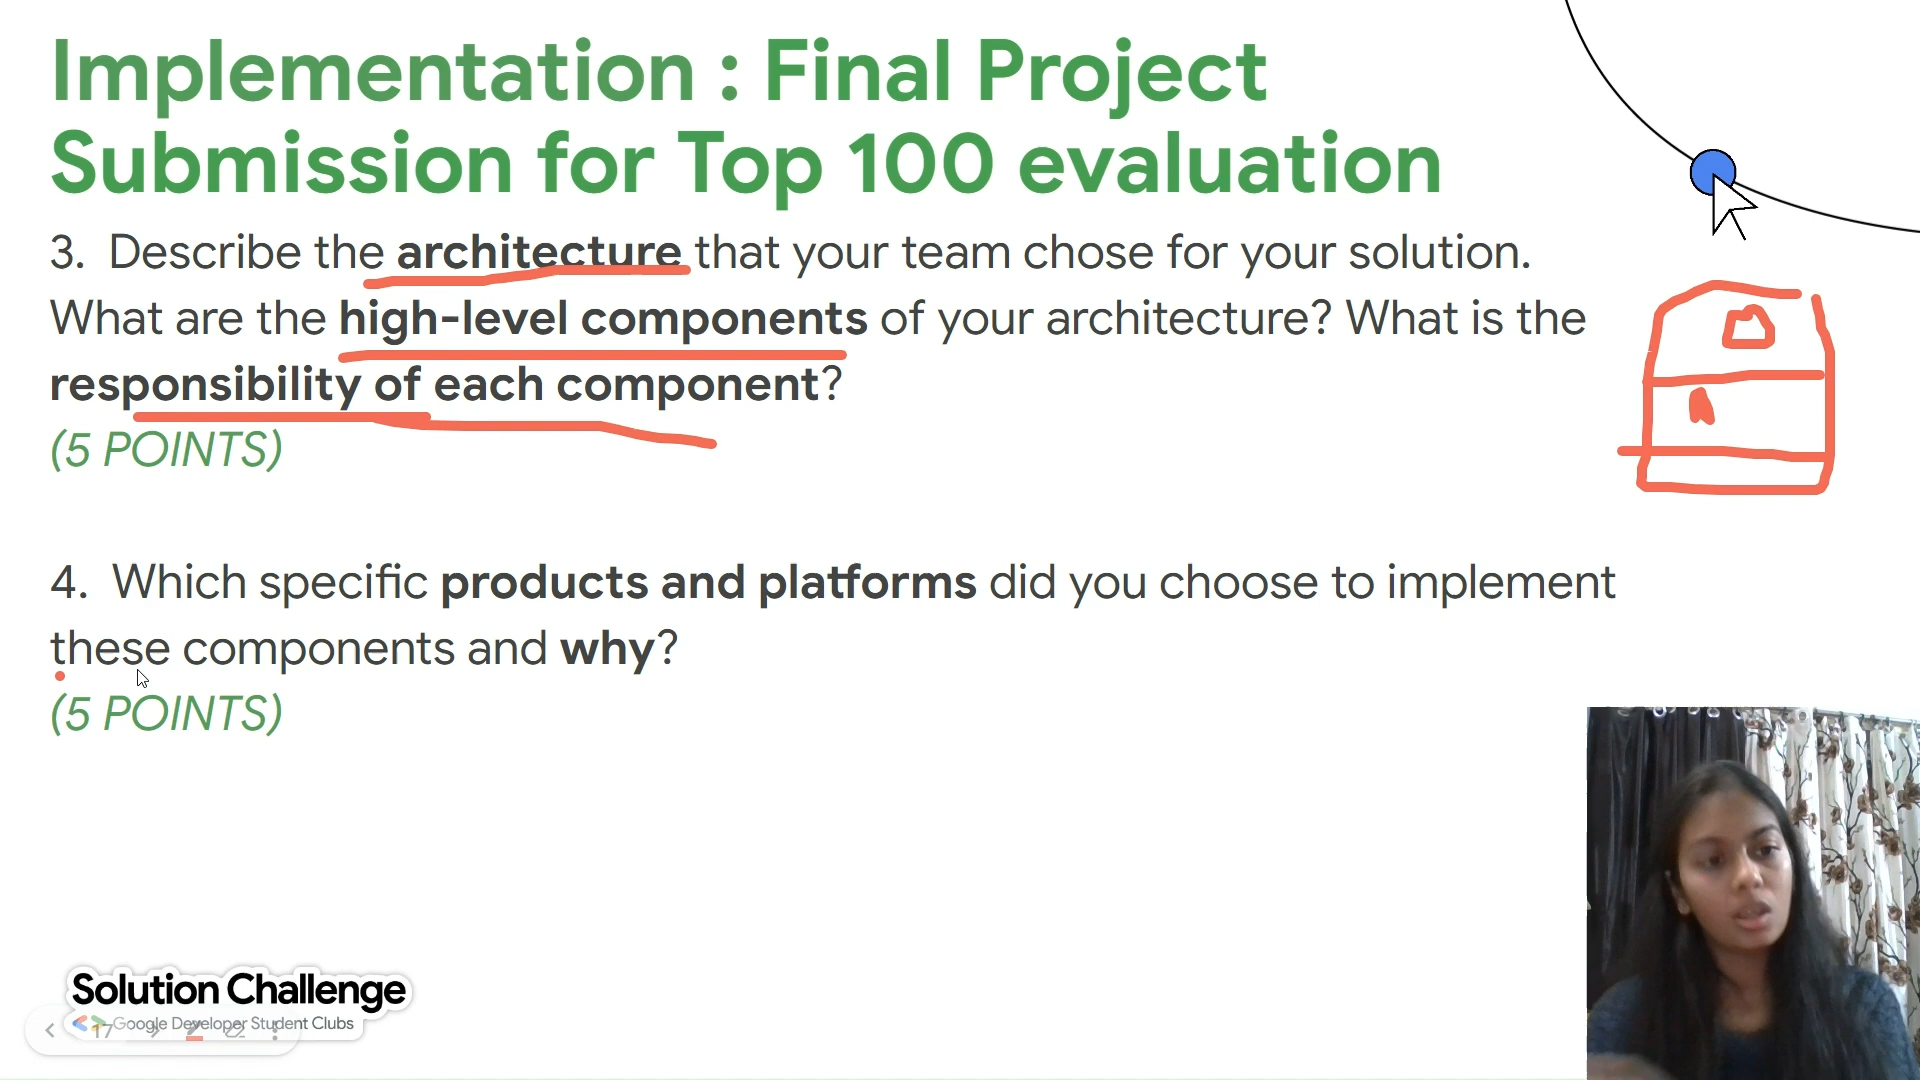 Implementation : Final Project
Submission for Top 100 evaluation
3. Describe the architecture that your team chose for your solution.
What are the high-level components of your architecture? What is the
responsibility of each component?
(5 POINTS)
4. Which specific products and platforms did you choose to implement
these components and why?
(5 POINTS)
Solution Challenge
Google Developer Student Clubs
17